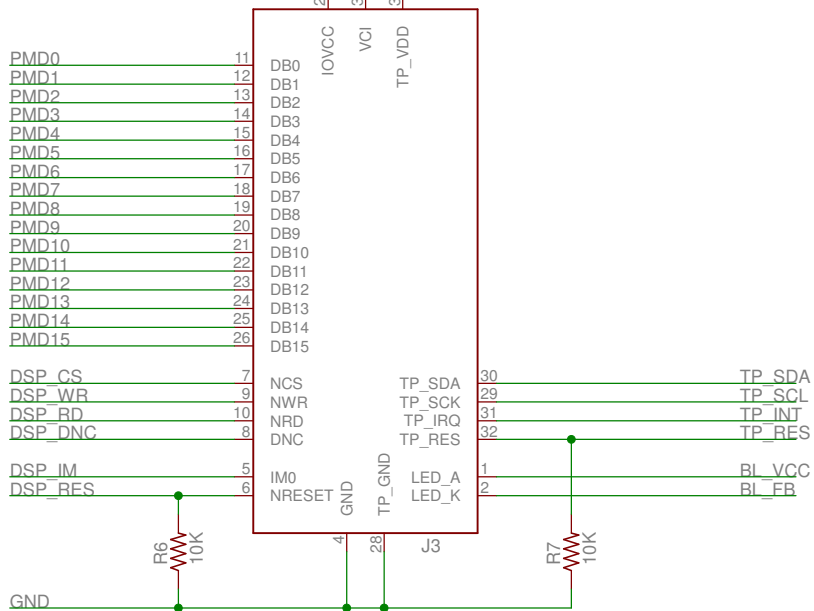 IOVCC VCI TP_VDD
PMD0 11 DB0
PMD1 12 DB1
PMD2 13 DB2
PMD3 14 DB3
PMD4 15 DB4
PMD5 16 DB5
PMD6 17 DB6
PMD7 18 DB7
PMD8 19 DB8
PMD9 20 DB9
PMD10 21 DB10
PMD11 22 DB11
PMD12 23 DB12
PMD13 24 DB13
PMD14 25 DB14
PMD15 26 DB15
DSP_CS 7 NCS TP_SDA 30 TP_SDA
DSP_WR 9 NWR TP_SCK 29 TP_SCL
DSP_RD 10 NRD TP_IRQ 31 TP_INT
DSP_DNC 8 DNC TP_RES 32 TP_RES
DSP_IM 5 IM0 LED_A 1 BL_VCC
DSP_RES 6 NRESET GND TP_GND LED_K 2 BL_FB
4 28 J3
R6 10K R7 10K
GND